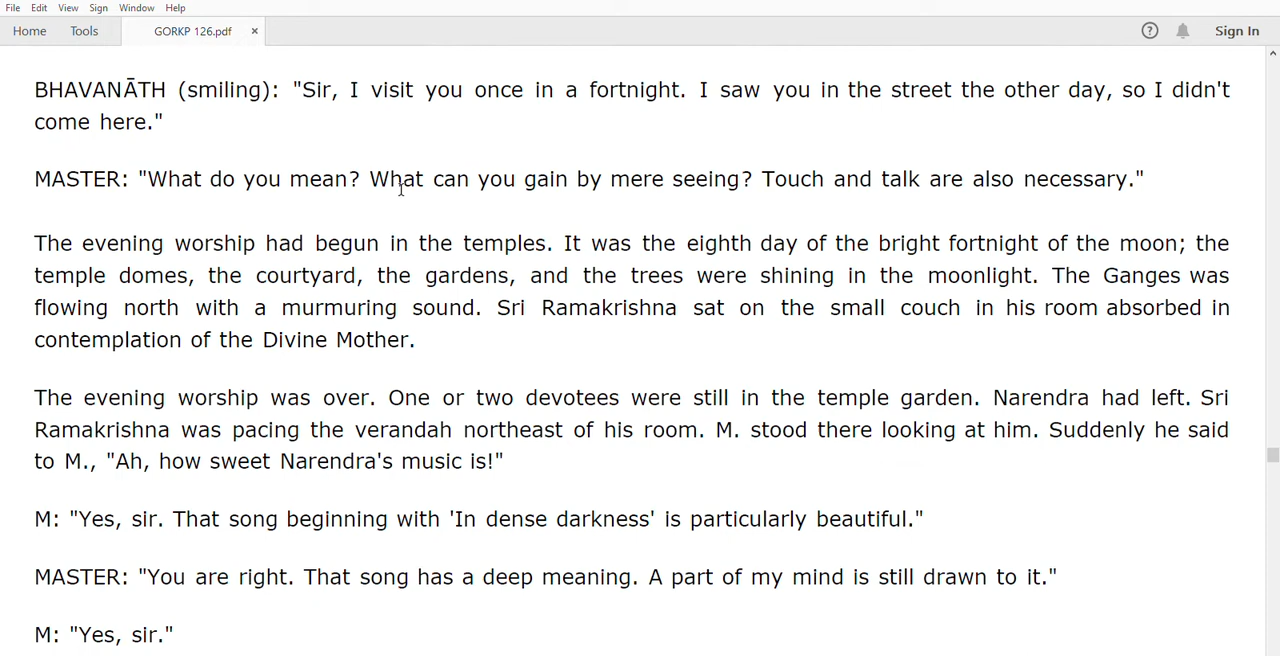 File Edit View Sign Window Help
Home Tools GORKP 126.pdf × ? Sign In
BHAVANĀTH (smiling): "Sir, I visit you once in a fortnight. I saw you in the street the other day, so I didn't
come here."
MASTER: "What do you mean? What can you gain by mere seeing? Touch and talk are also necessary."
The evening worship had begun in the temples. It was the eighth day of the bright fortnight of the moon; the
temple domes, the courtyard, the gardens, and the trees were shining in the moonlight. The Ganges was
flowing north with a murmuring sound. Sri Ramakrishna sat on the small couch in his room absorbed in
contemplation of the Divine Mother.
The evening worship was over. One or two devotees were still in the temple garden. Narendra had left. Sri
Ramakrishna was pacing the verandah northeast of his room. M. stood there looking at him. Suddenly he said
to M., "Ah, how sweet Narendra's music is!"
M: "Yes, sir. That song beginning with 'In dense darkness' is particularly beautiful."
MASTER: "You are right. That song has a deep meaning. A part of my mind is still drawn to it."
M: "Yes, sir."